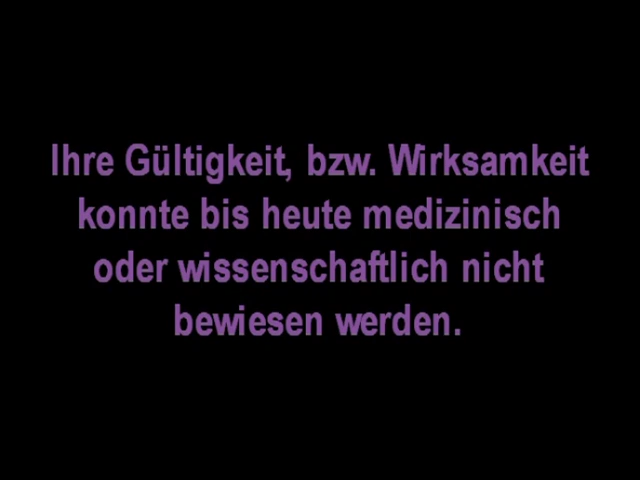 Ihre Gültigkeit, bzw. Wirksamkeit
konnte bis heute medizinisch
oder wissenschaftlich nicht
bewiesen werden.